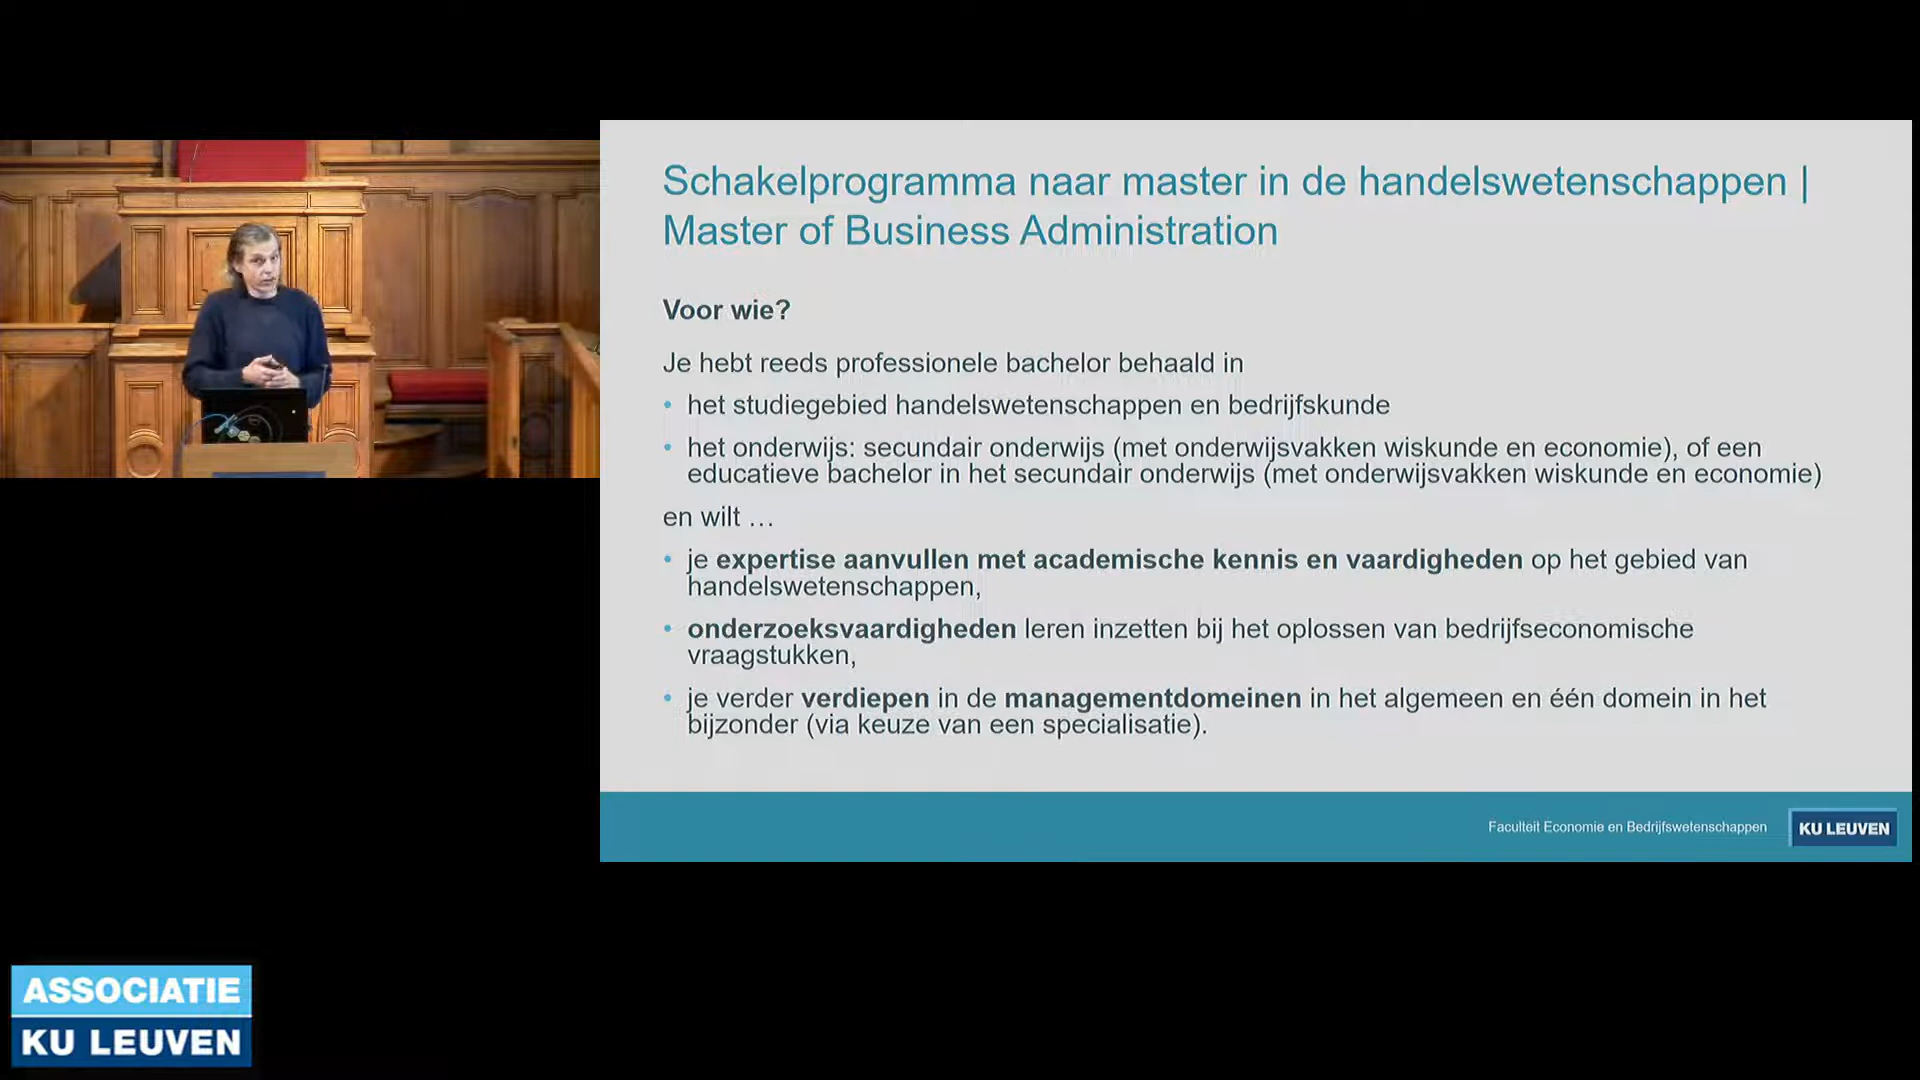 Schakelprogramma naar master in de handelswetenschappen |
Master of Business Administration
Voor wie?
Je hebt reeds professionele bachelor behaald in
• het studiegebied handelswetenschappen en bedrijfskunde
• het onderwijs: secundair onderwijs (met onderwijsvakken wiskunde en economie), of een
educatieve bachelor in het secundair onderwijs (met onderwijsvakken wiskunde en economie)
en wilt …
• je expertise aanvullen met academische kennis en vaardigheden op het gebied van
handelswetenschappen,
• onderzoeksvaardigheden leren inzetten bij het oplossen van bedrijfseconomische
vraagstukken,
• je verder verdiepen in de managementdomeinen in het algemeen en één domein in het
bijzonder (via keuze van een specialisatie).
Faculteit Economie en Bedrijfswetenschappen
KU LEUVEN
ASSOCIATIE
KU LEUVEN